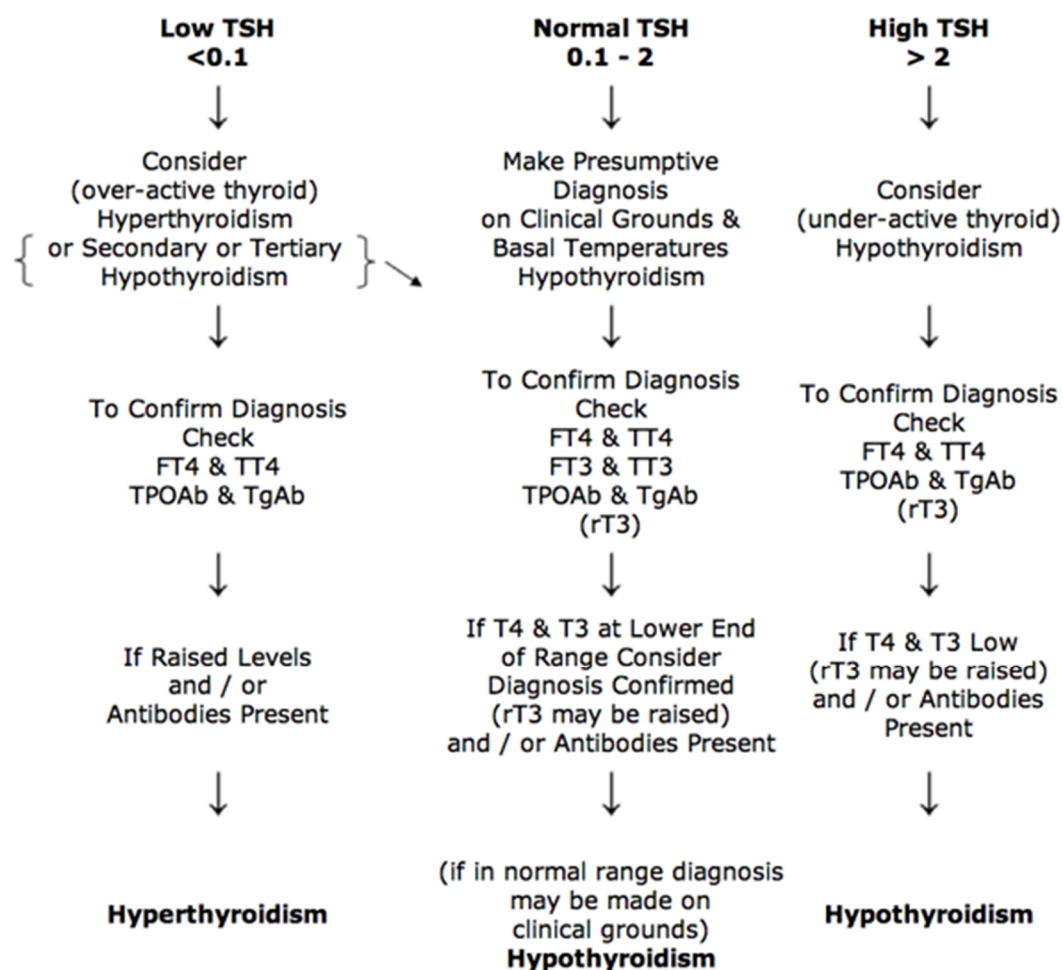 Low TSH
<0.1
Consider
(over-active thyroid)
Hyperthyroidism
or Secondary or Tertiary
Hypothyroidism
To Confirm Diagnosis
Check
FT4 & TT4
TPOAb & TgAb
If Raised Levels
and / or
Antibodies Present
Hyperthyroidism
Normal TSH
0.1 - 2
Make Presumptive
Diagnosis
on Clinical Grounds &
Basal Temperatures
Hypothyroidism
To Confirm Diagnosis
Check
FT4 & TT4
FT3 & TT3
TPOAb & TgAb
(rT3)
If T4 & T3 at Lower End
of Range Consider
Diagnosis Confirmed
(rT3 may be raised)
and / or Antibodies Present
(if in normal range diagnosis
may be made on
clinical grounds)
Hypothyroidism
High TSH
> 2
Consider
(under-active thyroid)
Hypothyroidism
To Confirm Diagnosis
Check
FT4 & TT4
TPOAb & TgAb
(rT3)
If T4 & T3 Low
(rT3 may be raised)
and / or Antibodies
Present
Hypothyroidism